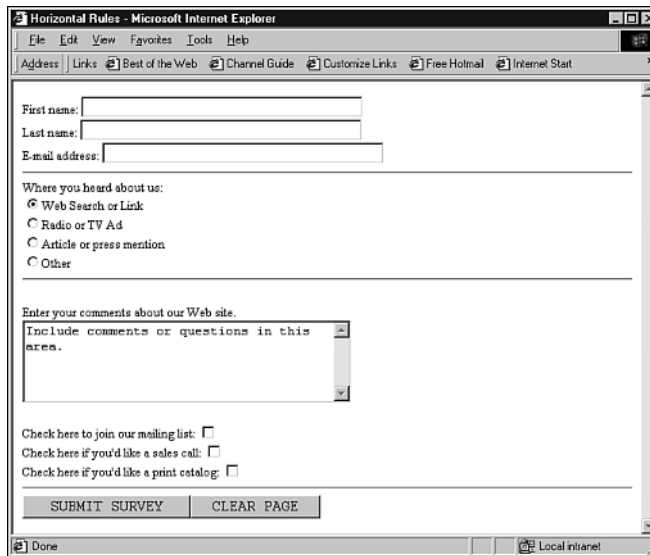 Horizontal Rules - Microsoft Internet Explorer
File Edit View Favorites Tools Help
Address Links Best of the Web Channel Guide Customize Links Free Hotmail Internet Start
First name:
Last name:
E-mail address:
Where you heard about us:
Web Search or Link
Radio or TV Ad
Article or press mention
Other
Enter your comments about our Web site.
Include comments or questions in this
area.
Check here to join our mailing list:
Check here if you'd like a sales call:
Check here if you'd like a print catalog:
SUBMIT SURVEY CLEAR PAGE
Done Local intranet